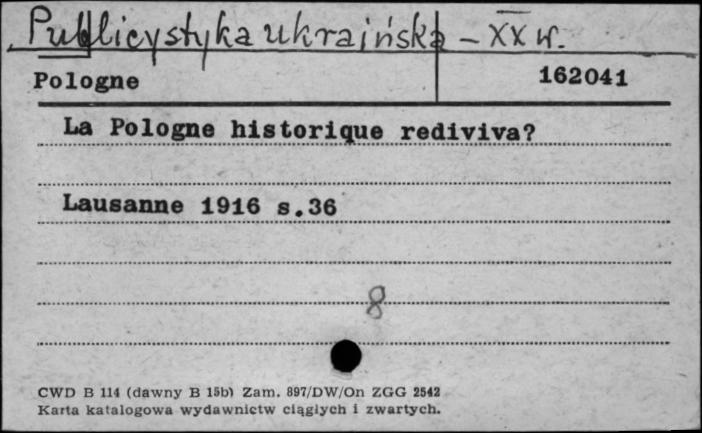 Publicystyka ukraińska - XX w.
Pologne 162041
La Pologne historique rediviva?
Lausanne 1916 s.36
8
CWD B 114 (dawny B 15b) Zam. 897/DW/On ZGG 2542
Karta katalogowa wydawnictw ciągłych i zwartych.